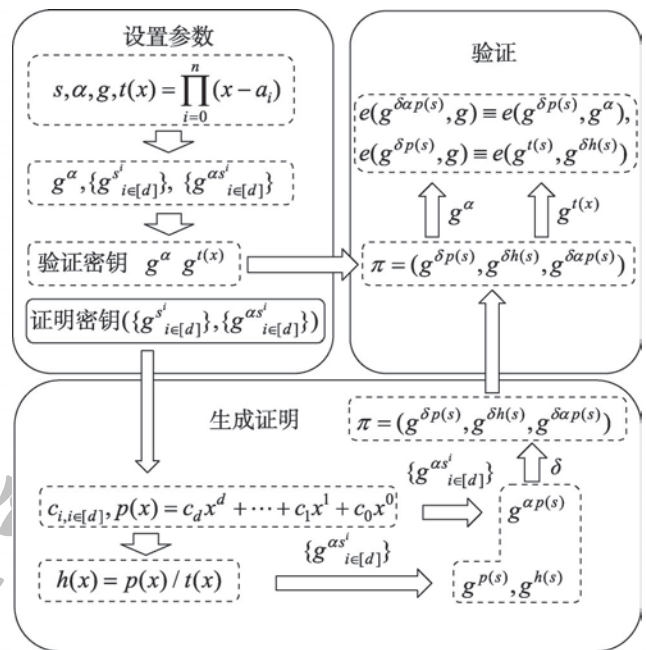 设置参数
s,α,g,t(x)=∏_{i=0}^{n}(x−a_i)
g^α,{g^{s^i}_{i∈[d]}}, {g^{αs^i}_{i∈[d]}}
验证密钥 g^α g^{t(x)}
证明密钥({g^{s^i}_{i∈[d]}},{g^{αs^i}_{i∈[d]}})
验证
e(g^{δαp(s)},g)≡e(g^{δp(s)},g^α),
e(g^{δp(s)},g)≡e(g^{t(s)},g^{δh(s)})
g^α
g^{t(x)}
π=(g^{δp(s)},g^{δh(s)},g^{δαp(s)})
生成证明
π=(g^{δp(s)},g^{δh(s)},g^{δαp(s)})
{g^{αs^i}_{i∈[d]}}
δ
c_{i,i∈[d]},p(x)=c_d x^d+⋯+c_1 x^1+c_0 x^0
g^{αp(s)}
{g^{αs^i}_{i∈[d]}}
h(x)=p(x)/t(x)
g^{p(s)},g^{h(s)}